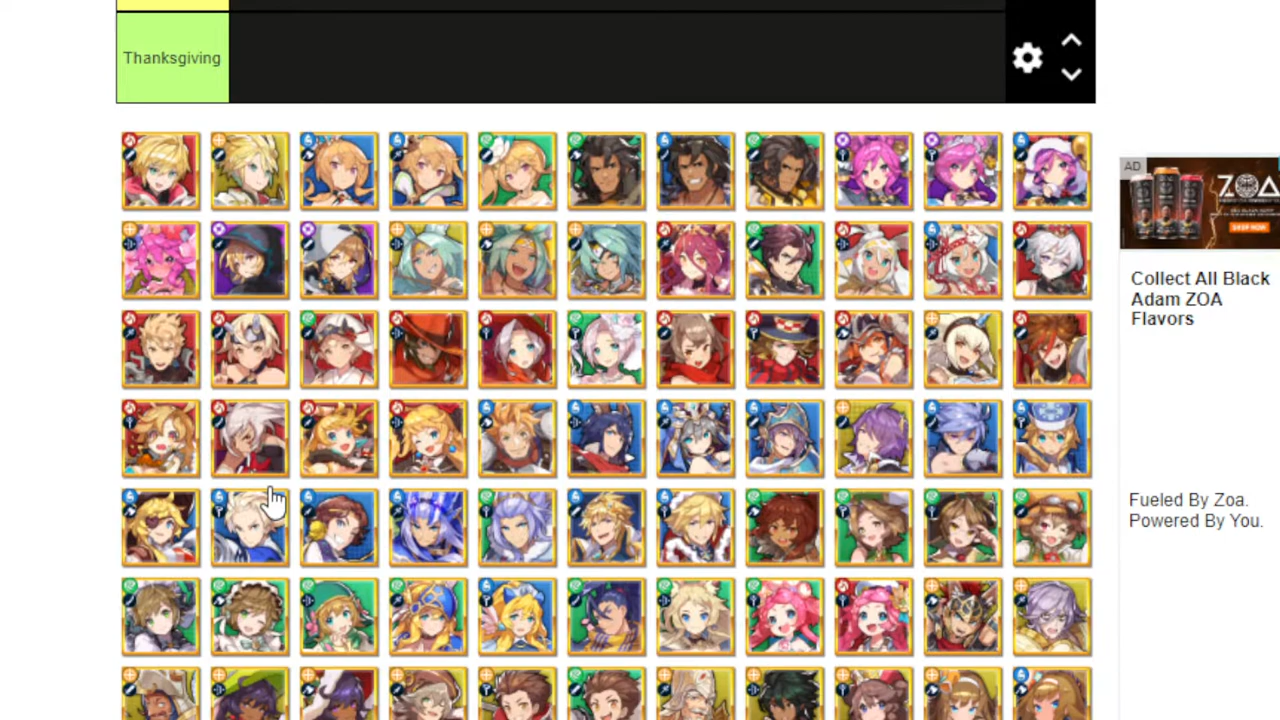 Thanksgiving
AD
ZOA
Collect All Black
Adam ZOA
Flavors
Fueled By Zoa.
Powered By You.